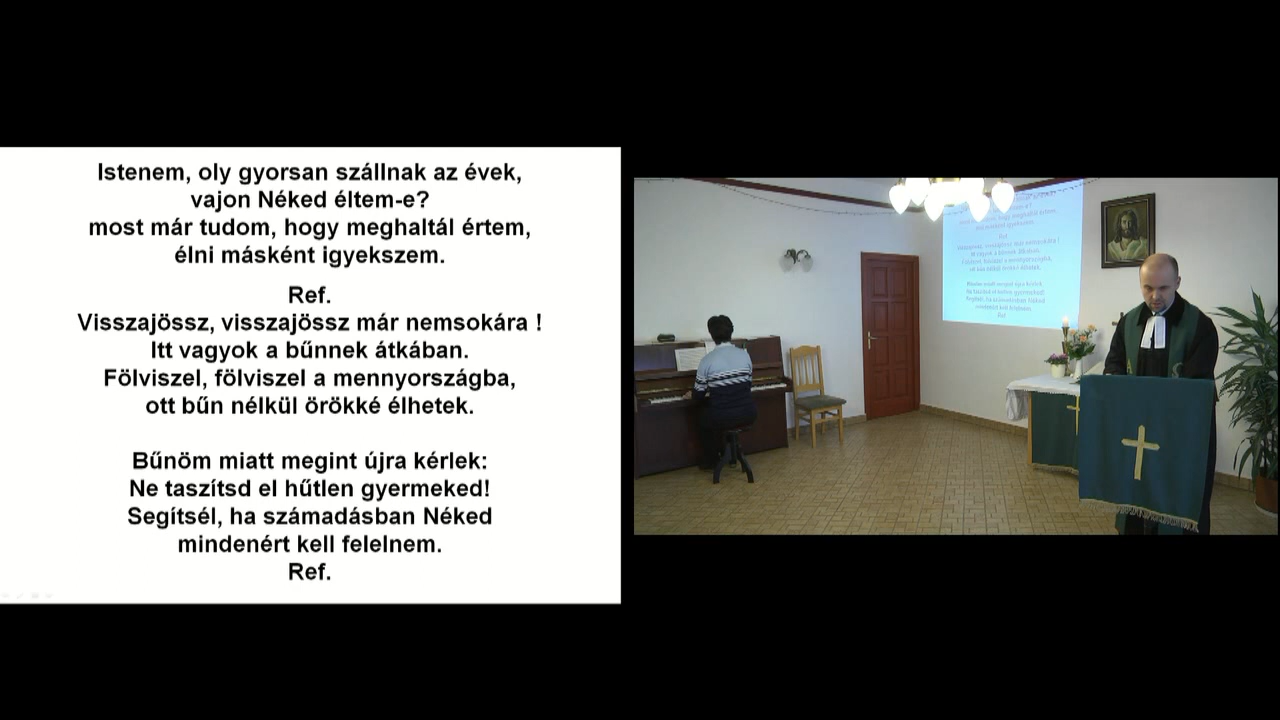 Istenem, oly gyorsan szállnak az évek,
vajon Néked éltem-e?
most már tudom, hogy meghaltál értem,
élni másként igyekszem.
Ref.
Visszajössz, visszajössz már nemsokára !
Itt vagyok a bűnnek átkában.
Fölviszel, fölviszel a mennyországba,
ott bűn nélkül örökké élhetek.
Bűnöm miatt megint újra kérlek:
Ne taszítsd el hűtlen gyermeked!
Segítsél, ha számadásban Néked
mindenért kell felelnem.
Ref.